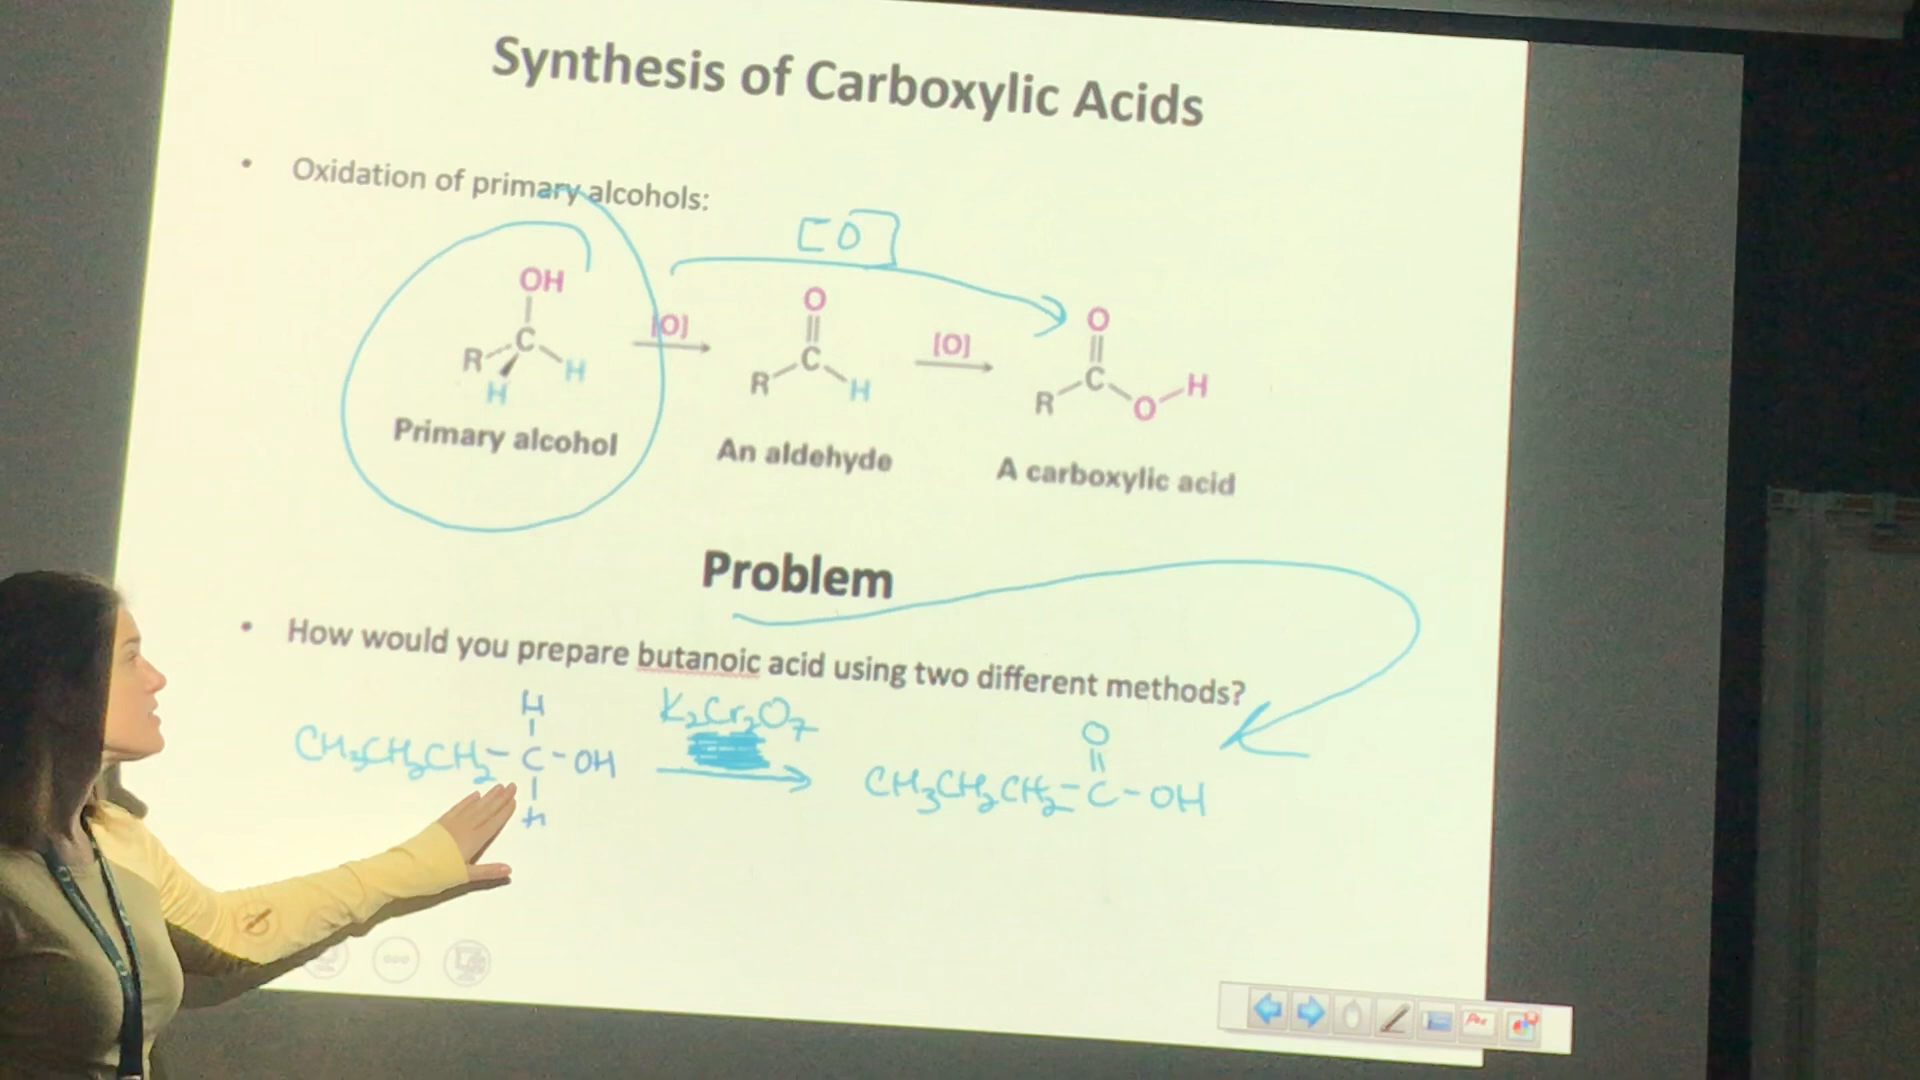 Synthesis of Carboxylic Acids
• Oxidation of primary alcohols:
[O]
OH
R C H
H
Primary alcohol
[O]
O
R C H
An aldehyde
[O]
O
R C O H
A carboxylic acid
Problem
• How would you prepare butanoic acid using two different methods?
H
CH₃CH₂CH₂-C-OH
H
K₂Cr₂O₇
O
CH₃CH₂CH₂-C-OH